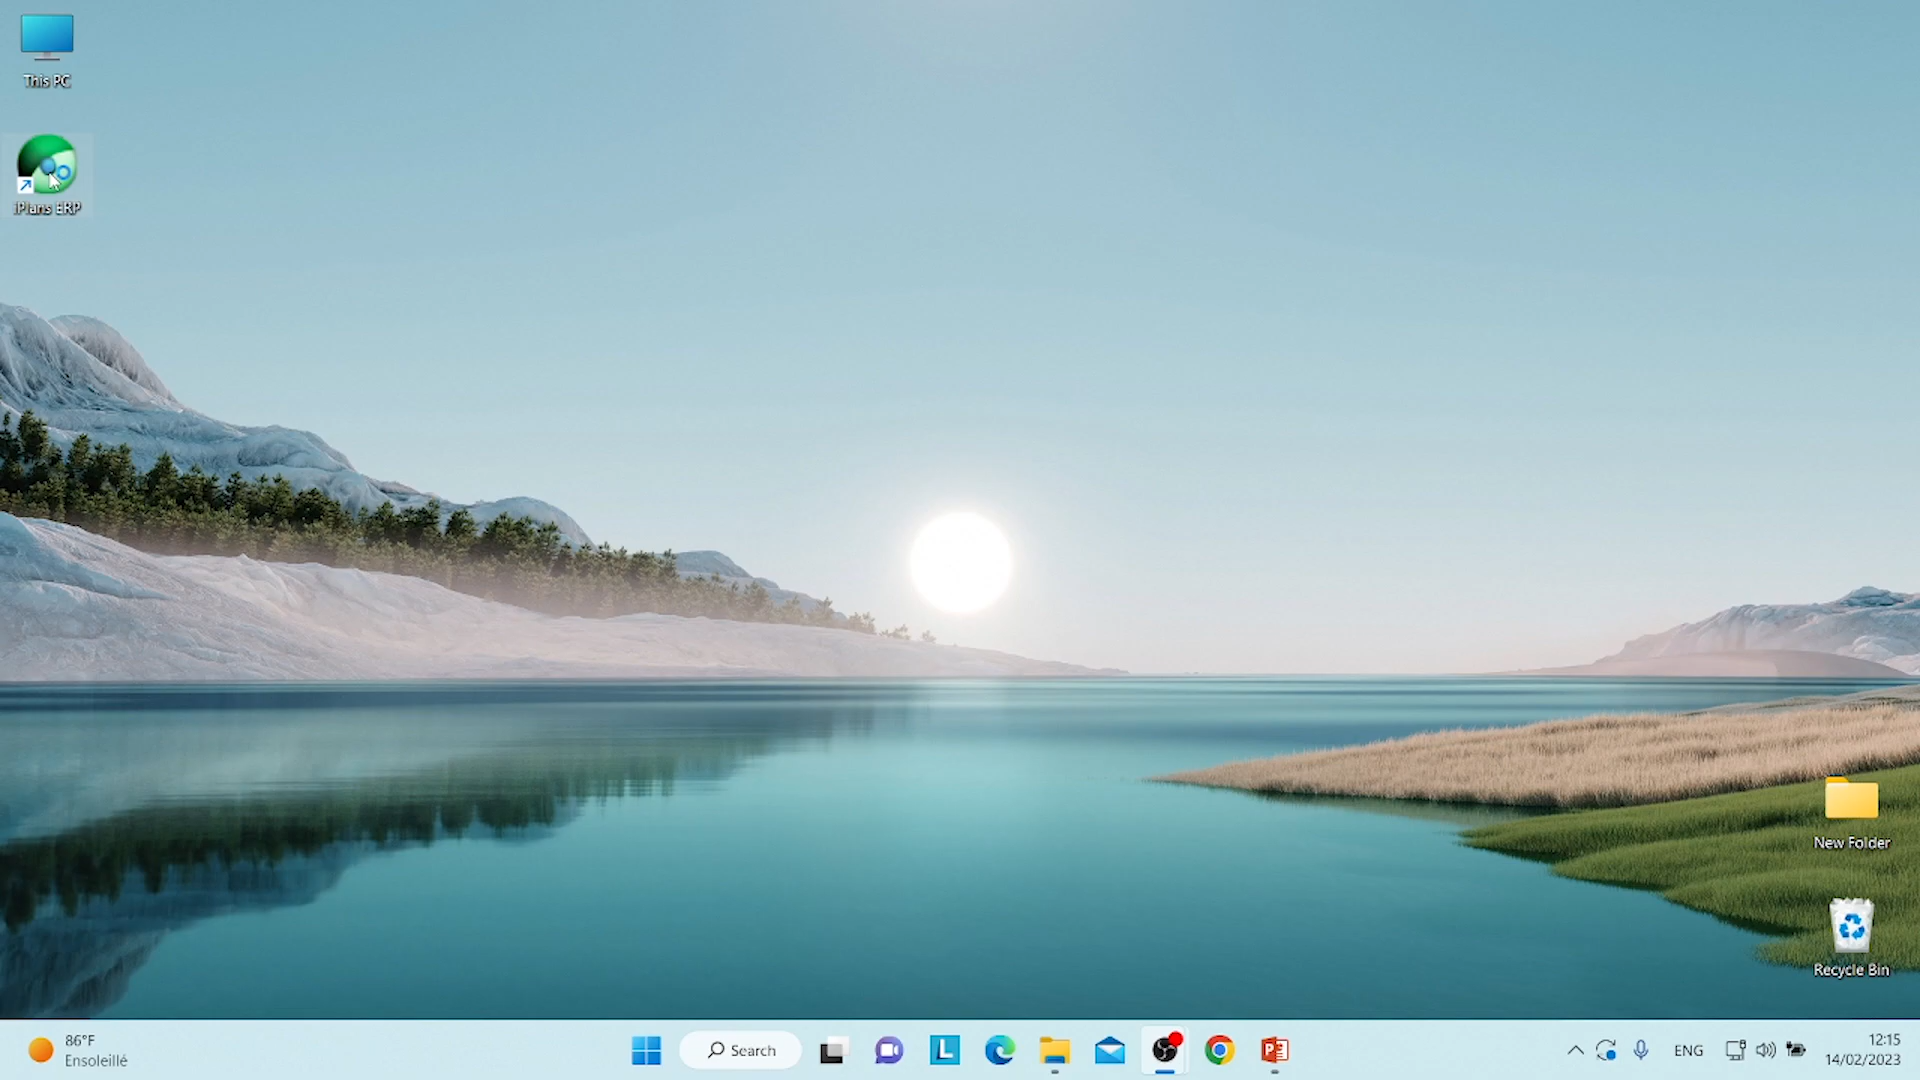 This PC
iPlans ERP
New Folder
Recycle Bin
86°F
Ensoleillé
Search
L
P
ENG
12:15
14/02/2023